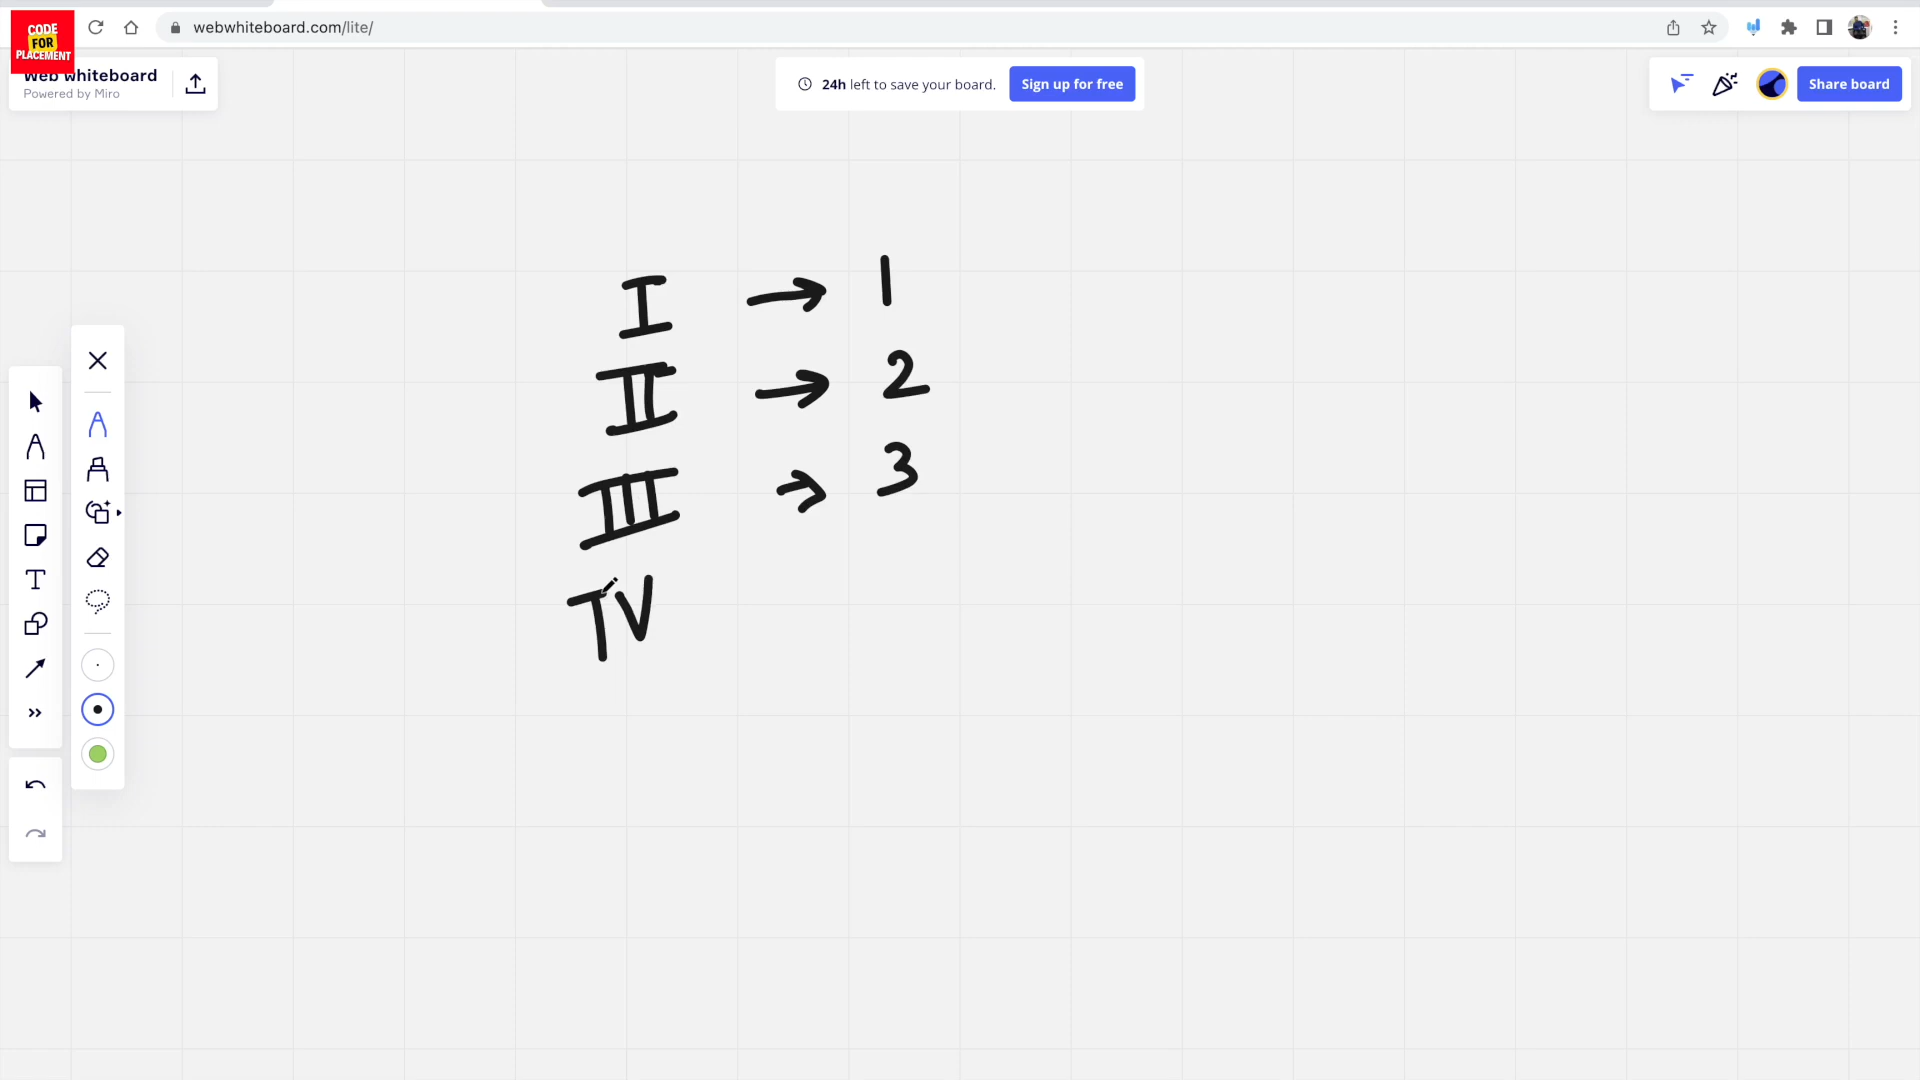 webwhiteboard.com/lite/
CODE
FOR
PLACEMENT
Web whiteboard
Powered by Miro
24h left to save your board.
Sign up for free
Share board
I → 1
II → 2
III → 3
TV
T